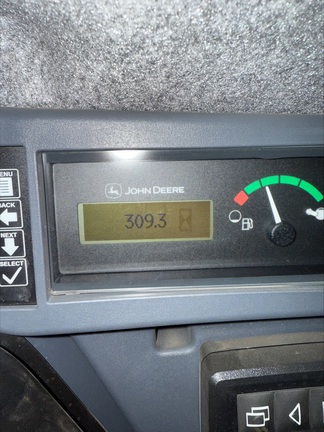 MENU
JOHN DEERE
BACK
309.3
NEXT
SELECT